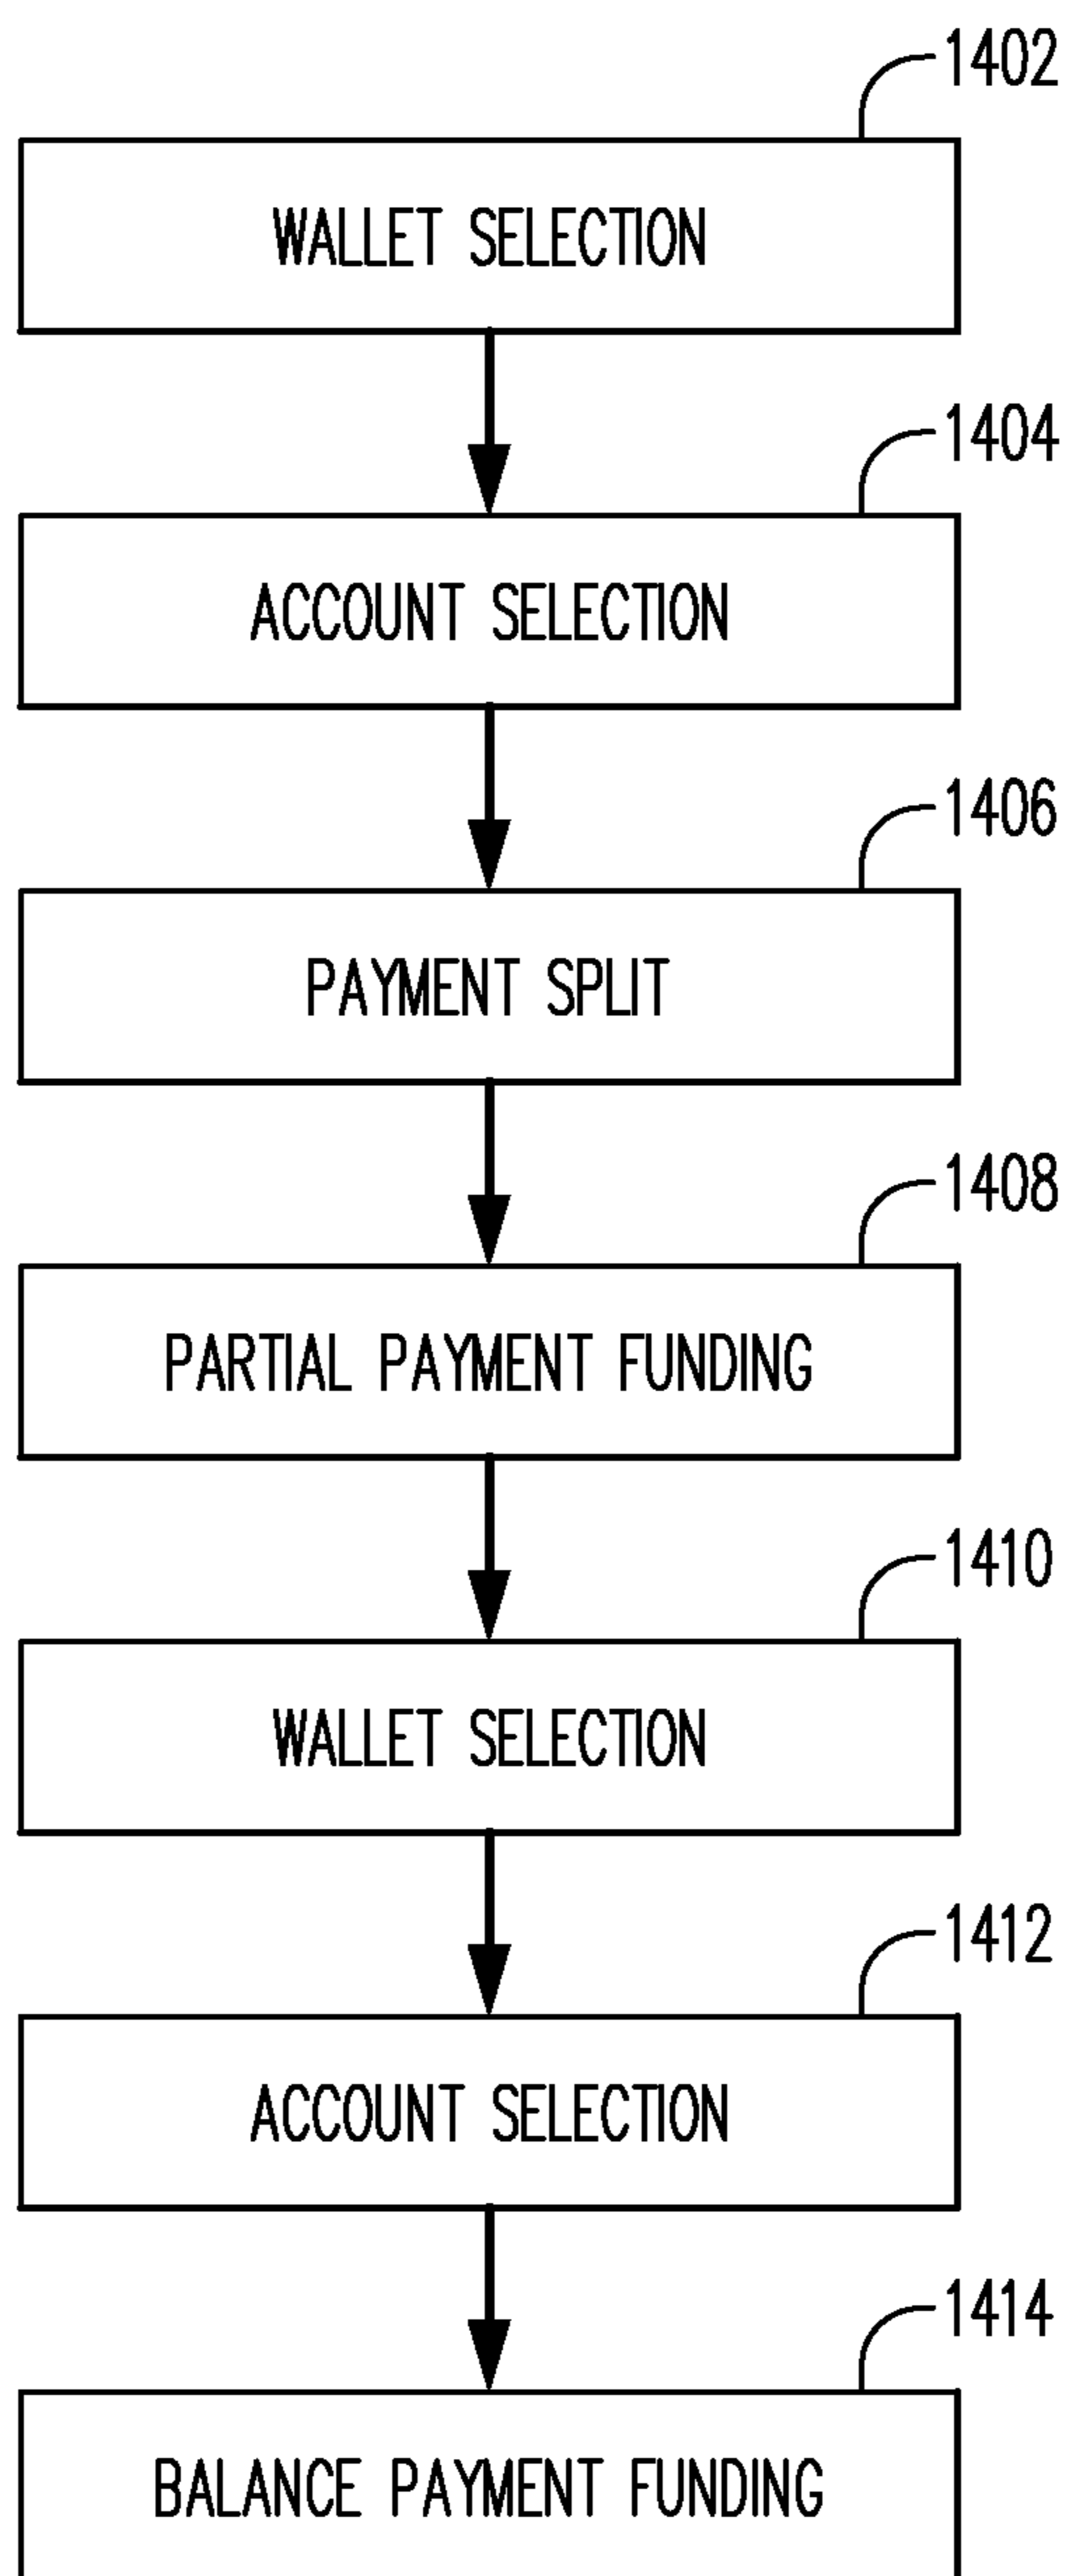 1402
WALLET SELECTION
1404
ACCOUNT SELECTION
1406
PAYMENT SPLIT
1408
PARTIAL PAYMENT FUNDING
1410
WALLET SELECTION
1412
ACCOUNT SELECTION
1414
BALANCE PAYMENT FUNDING